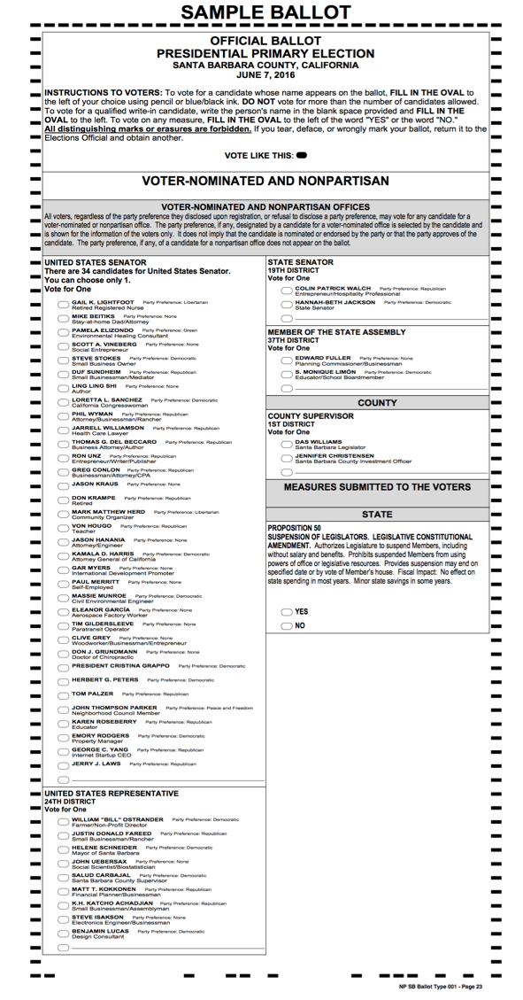 SAMPLE BALLOT
OFFICIAL BALLOT
PRESIDENTIAL PRIMARY ELECTION
SANTA BARBARA COUNTY, CALIFORNIA
JUNE 7, 2016
INSTRUCTIONS TO VOTERS: To vote for a candidate whose name appears on the ballot, FILL IN THE OVAL to
the left of your choice using pencil or blue/black ink. DO NOT vote for more than the number of candidates allowed.
To vote for a qualified write-in candidate, write the person's name in the blank space provided and FILL IN THE
OVAL to the left. To vote on any measure, FILL IN THE OVAL to the left of the word "YES" or the word "NO."
All distinguishing marks or erasures are forbidden. If you tear, deface, or wrongly mark your ballot, return it to the
Elections Official and obtain another.
VOTE LIKE THIS:
VOTER-NOMINATED AND NONPARTISAN
VOTER-NOMINATED AND NONPARTISAN OFFICES
All voters, regardless of the party preference they disclosed upon registration, or refusal to disclose a party preference, may vote for any candidate for a
voter-nominated or nonpartisan office. The party preference, if any, designated by a candidate for a voter-nominated office is selected by the candidate and
is shown for the information of the voters only. It does not imply that the candidate is nominated or endorsed by the party or that the party approves of the
candidate. The party preference, if any, of a candidate for a nonpartisan office does not appear on the ballot.
UNITED STATES SENATOR
There are 34 candidates for United States Senator.
You can choose only 1.
Vote for One
GAIL K. LIGHTFOOT Party Preference: Libertarian
Retired Registered Nurse
MIKE BEITIKS Party Preference: None
Stay-at-home Dad/Attorney
PAMELA ELIZONDO Party Preference: Green
Environmental Healing Consultant
SCOTT A. VINEBERG Party Preference: None
Social Entrepreneur
STEVE STOKES Party Preference: Democratic
Small Business Owner
DUF SUNDHEIM Party Preference: Republican
Small Businessman/Mediator
LING LING SHI Party Preference: None
Author
LORETTA L. SANCHEZ Party Preference: Democratic
California Congresswoman
PHIL WYMAN Party Preference: Republican
Attorney/Businessman/Rancher
JARRELL WILLIAMSON Party Preference: Republican
Health Care Lawyer
THOMAS G. DEL BECCARO Party Preference: Republican
Business Attorney/Author
RON UNZ Party Preference: Republican
Entrepreneur/Writer/Publisher
GREG CONLON Party Preference: Republican
Businessman/Attorney/CPA
JASON KRAUS Party Preference: None
DON KRAMPE Party Preference: Republican
Retired
MARK MATTHEW HERD Party Preference: Libertarian
Community Organizer
VON HOUGO Party Preference: Republican
Teacher
JASON HANANIA Party Preference: None
Attorney/Engineer
KAMALA D. HARRIS Party Preference: Democratic
Attorney General of California
GAR MYERS Party Preference: None
International Development Promoter
PAUL MERRITT Party Preference: None
Self-Employed
MASSIE MUNROE Party Preference: Democratic
Civil Environmental Engineer
ELEANOR GARCÍA Party Preference: None
Aerospace Factory Worker
TIM GILDERSLEEVE Party Preference: None
Paratransit Operator
CLIVE GREY Party Preference: None
Woodworker/Businessman/Entrepreneur
DON J. GRUNDMANN Party Preference: None
Doctor of Chiropractic
PRESIDENT CRISTINA GRAPPO Party Preference: Democratic
HERBERT G. PETERS Party Preference: Democratic
TOM PALZER Party Preference: Republican
JOHN THOMPSON PARKER Party Preference: Peace and Freedom
Neighborhood Council Member
KAREN ROSEBERRY Party Preference: Republican
Educator
EMORY RODGERS Party Preference: Democratic
Property Manager
GEORGE C. YANG Party Preference: Republican
Internet Startup CEO
JERRY J. LAWS Party Preference: Republican
UNITED STATES REPRESENTATIVE
24TH DISTRICT
Vote for One
WILLIAM "BILL" OSTRANDER Party Preference: Democratic
Farmer/Non-Profit Director
JUSTIN DONALD FAREED Party Preference: Republican
Small Businessman/Rancher
HELENE SCHNEIDER Party Preference: Democratic
Mayor of Santa Barbara
JOHN UEBERSAX Party Preference: None
Social Scientist/Biostatistician
SALUD CARBAJAL Party Preference: Democratic
Santa Barbara County Supervisor
MATT T. KOKKONEN Party Preference: Republican
Financial Planner/Businessman
K.H. KATCHO ACHADJIAN Party Preference: Republican
Small Businessman/Assemblyman
STEVE ISAKSON Party Preference: None
Electronics Engineer/Businessman
BENJAMIN LUCAS Party Preference: Democratic
Design Consultant
STATE SENATOR
19TH DISTRICT
Vote for One
COLIN PATRICK WALCH Party Preference: Republican
Entrepreneur/Hospitality Professional
HANNAH-BETH JACKSON Party Preference: Democratic
State Senator
MEMBER OF THE STATE ASSEMBLY
37TH DISTRICT
Vote for One
EDWARD FULLER Party Preference: None
Planning Commissioner/Businessman
S. MONIQUE LIMÓN Party Preference: Democratic
Educator/School Boardmember
COUNTY
COUNTY SUPERVISOR
1ST DISTRICT
Vote for One
DAS WILLIAMS
Santa Barbara Legislator
JENNIFER CHRISTENSEN
Santa Barbara County Investment Officer
MEASURES SUBMITTED TO THE VOTERS
STATE
PROPOSITION 50
SUSPENSION OF LEGISLATORS. LEGISLATIVE CONSTITUTIONAL
AMENDMENT. Authorizes Legislature to suspend Members, including
without salary and benefits. Prohibits suspended Members from using
powers of office or legislative resources. Provides suspension may end on
specified date or by vote of Member's house. Fiscal Impact: No effect on
state spending in most years. Minor state savings in some years.
YES
NO
NP SB Ballot Type 001 - Page 23